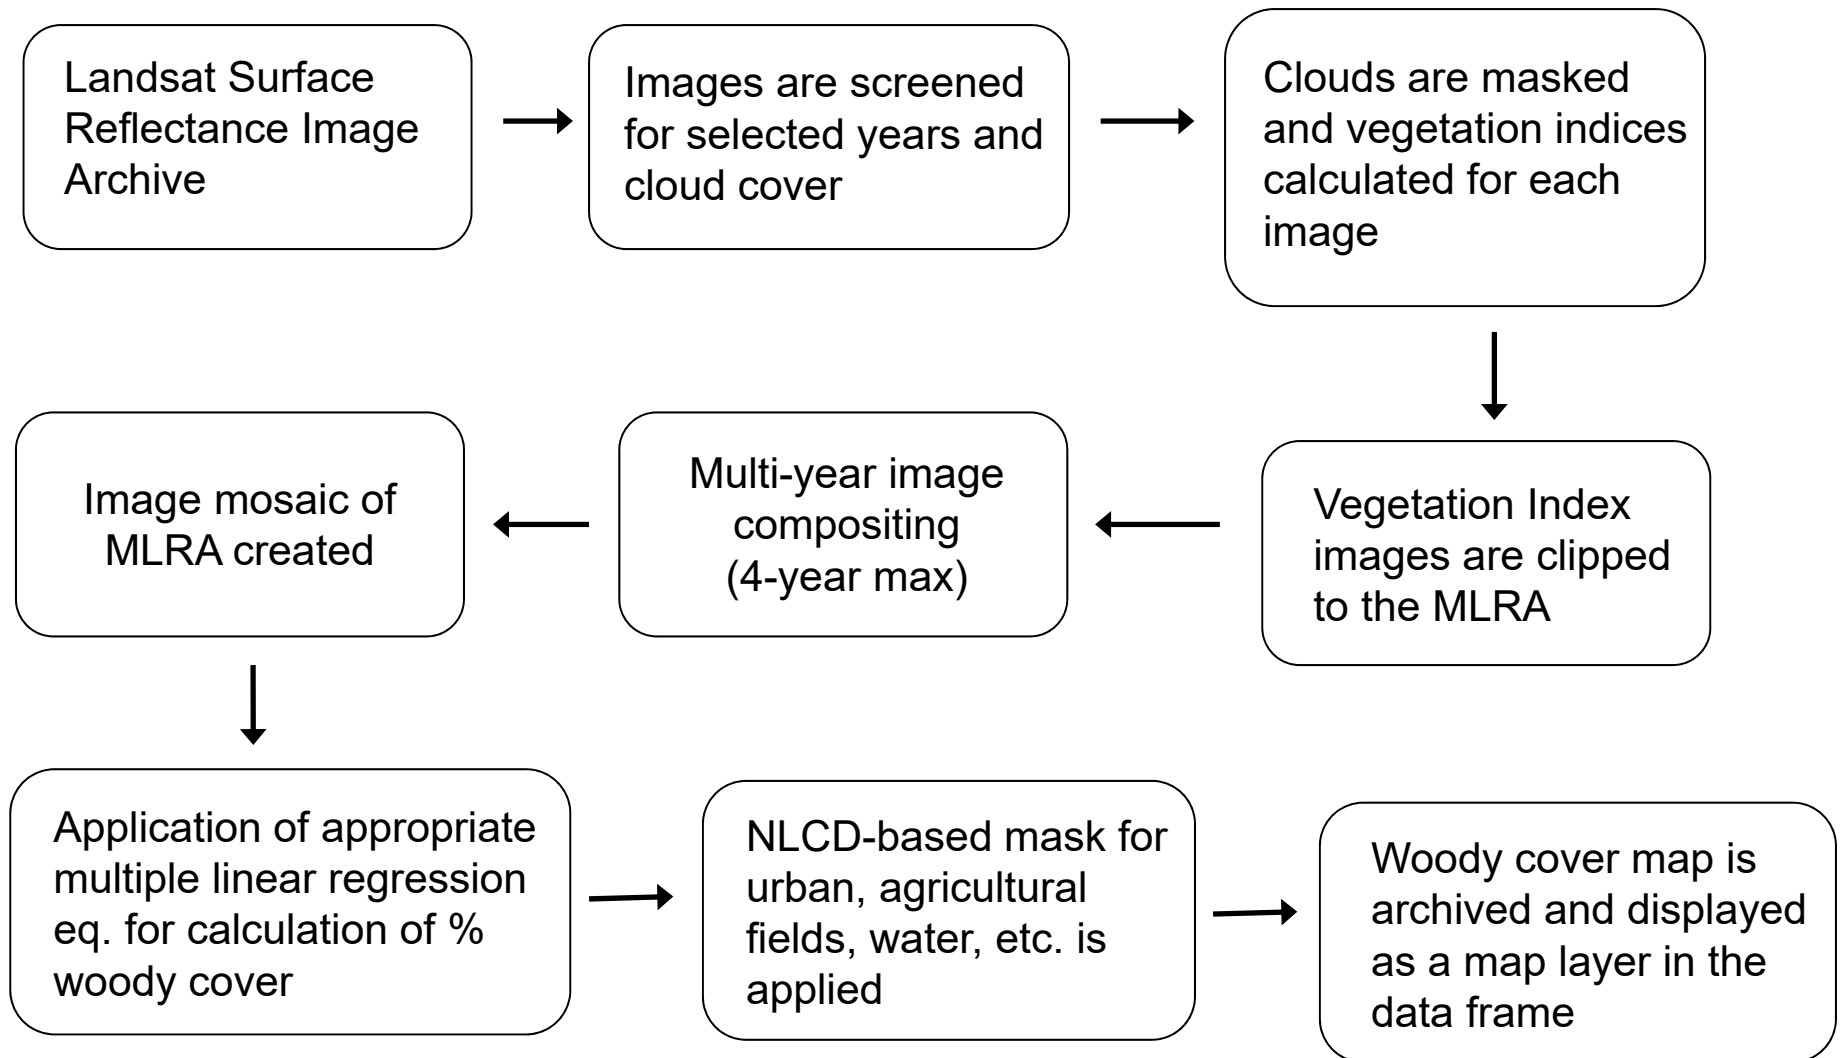 Landsat Surface
Reflectance Image
Archive
Images are screened
for selected years and
cloud cover
Clouds are masked
and vegetation indices
calculated for each
image
Vegetation Index
images are clipped
to the MLRA
Multi-year image
compositing
(4-year max)
Image mosaic of
MLRA created
Application of appropriate
multiple linear regression
eq. for calculation of %
woody cover
NLCD-based mask for
urban, agricultural
fields, water, etc. is
applied
Woody cover map is
archived and displayed
as a map layer in the
data frame